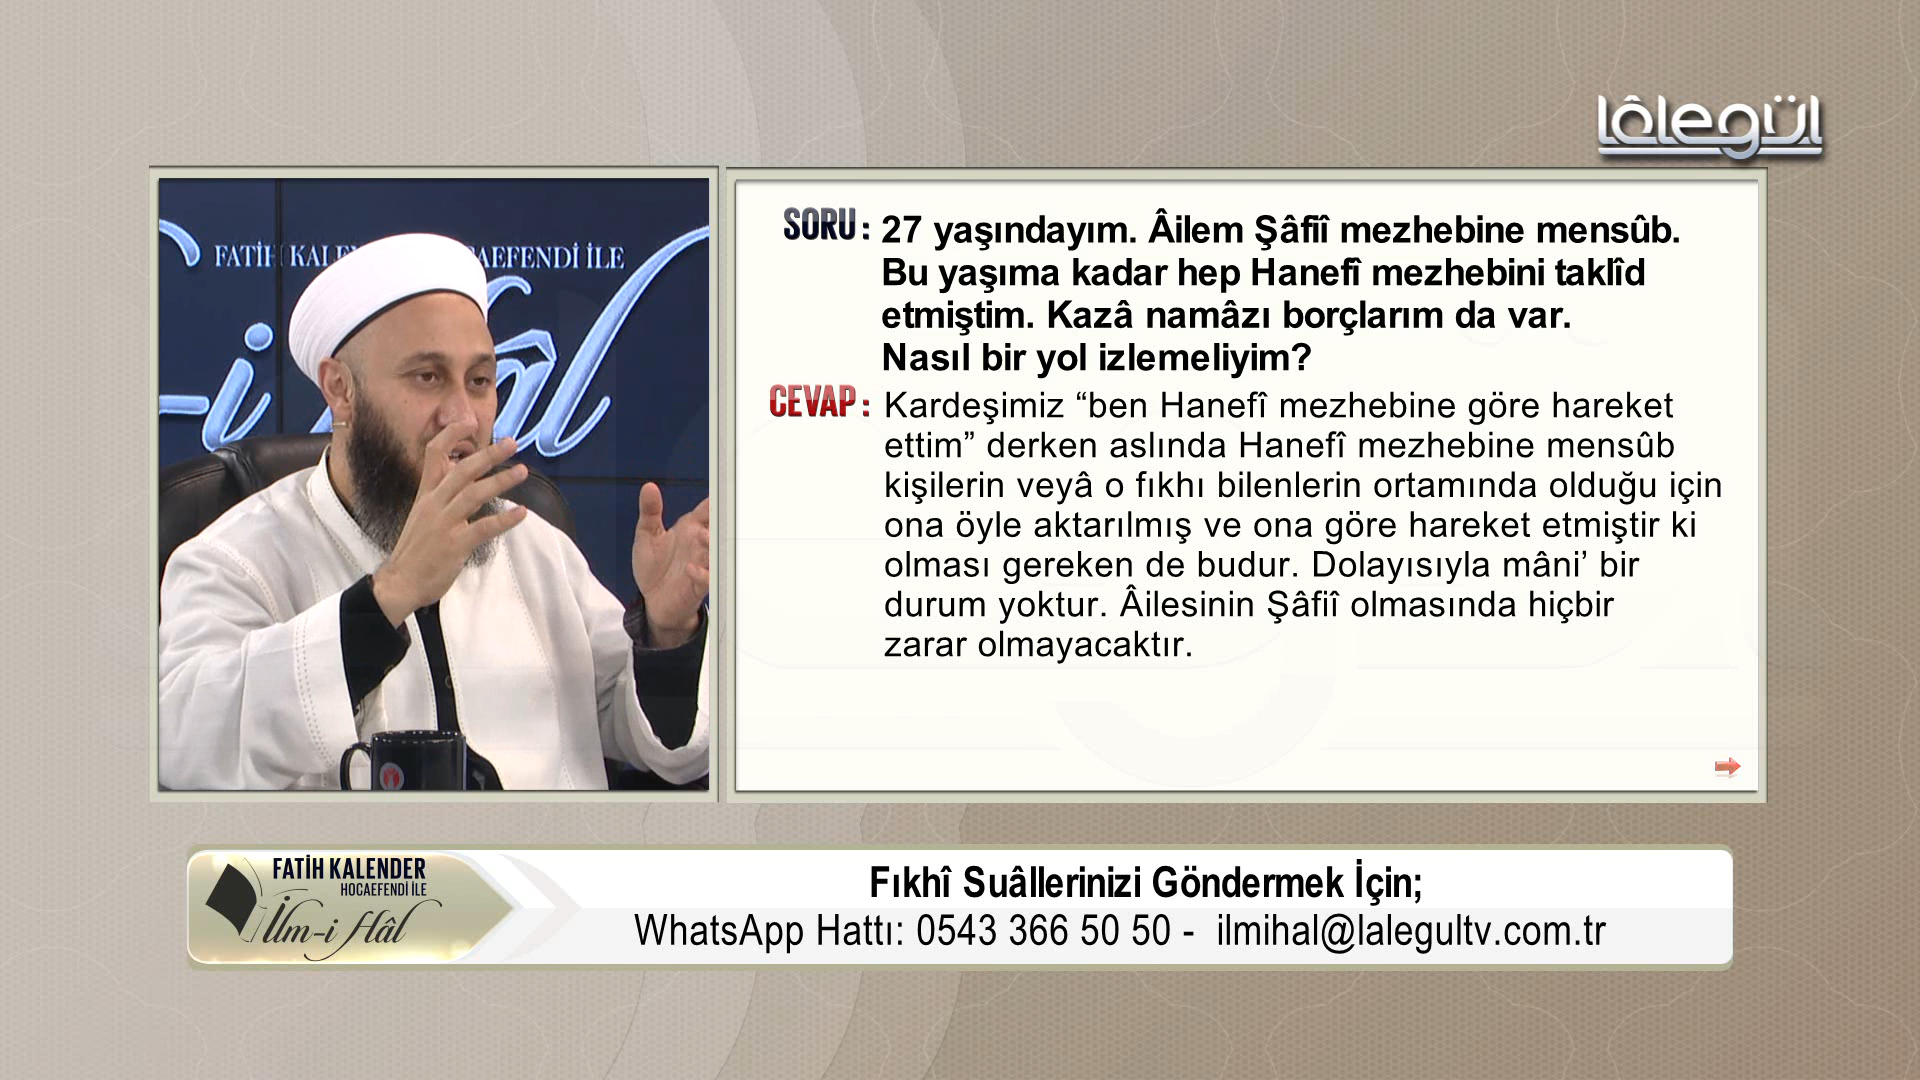 lâlegül
FATİH KALENDER HOCAEFENDİ İLE
-i Hâl
SORU : 27 yaşındayım. Âilem Şâfiî mezhebine mensûb.
Bu yaşıma kadar hep Hanefî mezhebini taklîd
etmiştim. Kazâ namâzı borçlarım da var.
Nasıl bir yol izlemeliyim?
CEVAP : Kardeşimiz “ben Hanefî mezhebine göre hareket
ettim” derken aslında Hanefî mezhebine mensûb
kişilerin veyâ o fıkhı bilenlerin ortamında olduğu için
ona öyle aktarılmış ve ona göre hareket etmiştir ki
olması gereken de budur. Dolayısıyla mâni’ bir
durum yoktur. Âilesinin Şâfiî olmasında hiçbir
zarar olmayacaktır.
FATİH KALENDER
HOCAEFENDİ İLE
İlm-i Hâl
Fıkhî Suâllerinizi Göndermek İçin;
WhatsApp Hattı: 0543 366 50 50 - ilmihal@lalegultv.com.tr